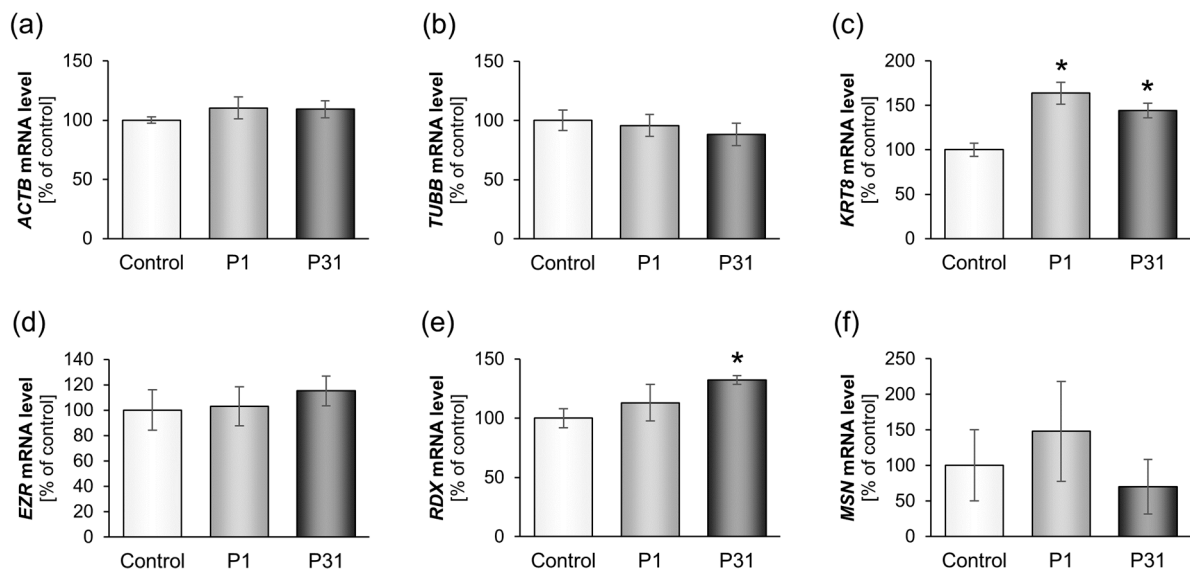 (a)
ACTB mRNA level
[% of control]
150
100
50
0
Control P1 P31
(b)
TUBB mRNA level
[% of control]
150
100
50
0
Control P1 P31
(c)
KRT8 mRNA level
[% of control]
200
150
100
50
0
* *
Control P1 P31
(d)
EZR mRNA level
[% of control]
140
120
100
80
60
40
20
0
Control P1 P31
(e)
RDX mRNA level
[% of control]
150
100
50
0
*
Control P1 P31
(f)
MSN mRNA level
[% of control]
250
200
150
100
50
0
Control P1 P31